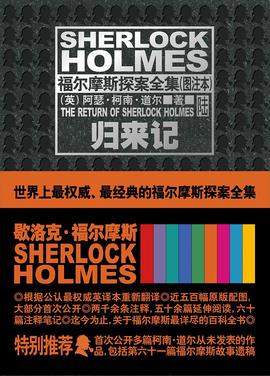 SHERLOCK
HOLMES
福尔摩斯探案全集(图注本)
(英)阿瑟·柯南·道尔■著■
THE RETURN OF SHERLOCK HOLMES
陆
归来记
世界上最权威、最经典的福尔摩斯探案全集
歇洛克·福尔摩斯
SHERLOCK
HOLMES
◎根据公认最权威英译本重新翻译◎近五百幅原版配图,
大部分首次公开◎两千余条注释,五十余篇延伸阅读,六十
篇注释笔记◎迄今为止,关于福尔摩斯最详尽的百科全书◎
特别推荐
首次公开多篇柯南·道尔从未发表的作
品,包括第六十一篇福尔摩斯故事遗稿